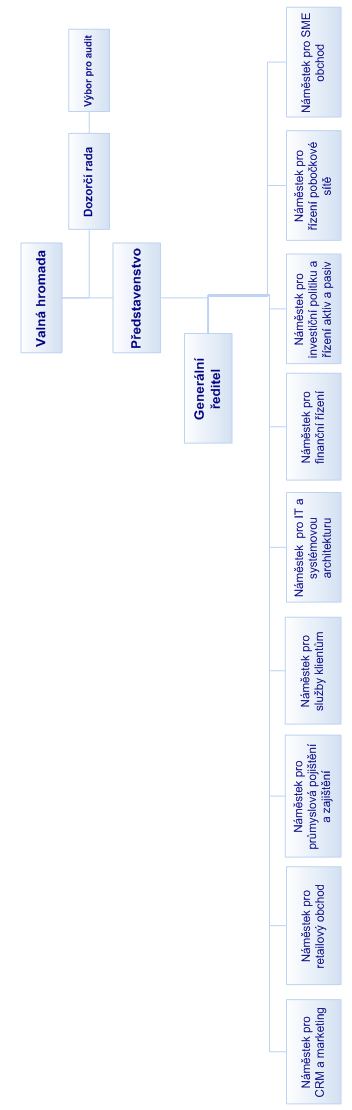 Valná hromada
Výbor pro audit
Dozorčí rada
Představenstvo
Generální
ředitel
Náměstek pro
CRM a marketing
Náměstek pro
retailový obchod
Náměstek pro
průmyslová pojištění
a zajištění
Náměstek pro
služby klientům
Náměstek  pro IT a
systémovou
architekturu
Náměstek pro
finanční řízení
Náměstek pro
investiční politiku a
řízení aktiv a pasiv
Náměstek pro
řízení pobočkové
sítě
Náměstek pro SME
obchod